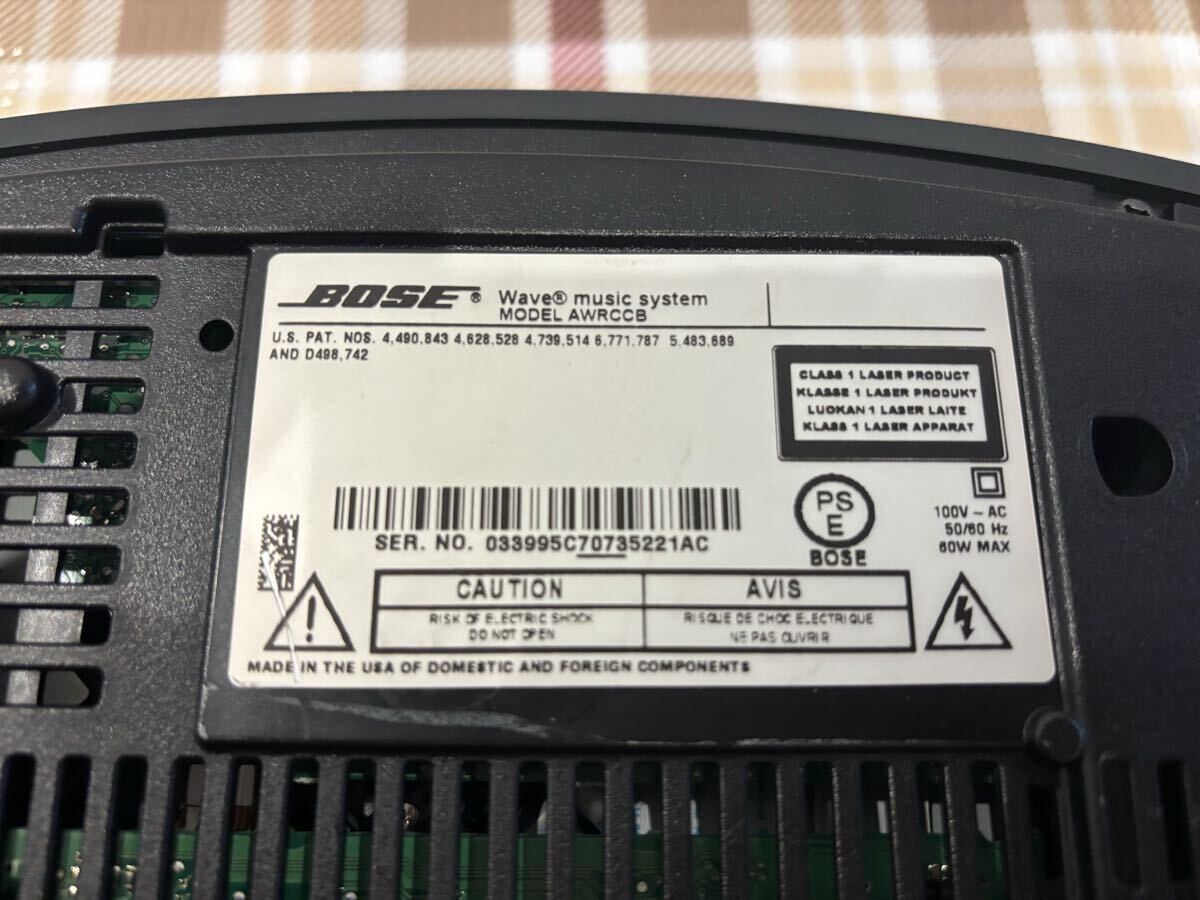 BOSE® Wave® music system
MODEL AWRCCB
U.S. PAT. NOS. 4,490,843 4,628,528 4,739,514 6,771,787 5,483,689
AND D498,742
CLASS 1 LASER PRODUCT
KLASSE 1 LASER PRODUKT
LUOKAN 1 LASER LAITE
KLASS 1 LASER APPARAT
SER. NO. 033995C70735221AC
PS
E
BOSE
100V ~ AC
50/60 Hz
60W MAX
CAUTION
RISK OF ELECTRIC SHOCK
DO NOT OPEN
AVIS
RISQUE DE CHOC ELECTRIQUE
NE PAS OUVRIR
MADE IN THE USA OF DOMESTIC AND FOREIGN COMPONENTS